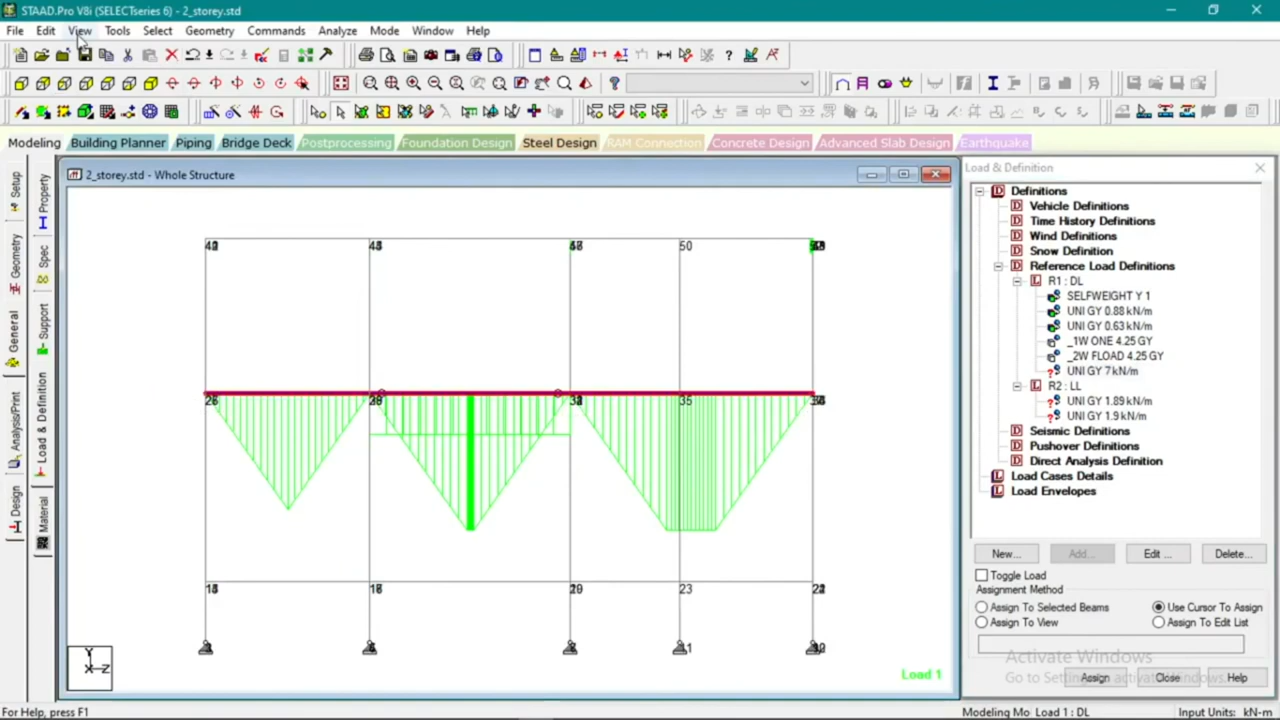 STAAD.Pro V8i (SELECTseries 6) - 2_storey.std
File Edit View Tools Select Geometry Commands Analyze Mode Window Help
Modeling Building Planner Piping Bridge Deck Postprocessing Foundation Design Steel Design RAM Connection Concrete Design Advanced Slab Design Earthquake
Setup
Geometry
General
Analysis/Print
Design
Property
Spec
Support
Load & Definition
Material
2_storey.std - Whole Structure
50
35
23
Load 1
Y
X Z
Load & Definition
Definitions
Vehicle Definitions
Time History Definitions
Wind Definitions
Snow Definitions
Reference Load Definitions
R1 : DL
SELFWEIGHT Y 1
UNI GY 0.88 kN/m
UNI GY 0.63 kN/m
_1W ONE 4.25 GY
_2W FLOAD 4.25 GY
UNI GY 7 kN/m
R2 : LL
UNI GY 1.89 kN/m
UNI GY 1.9 kN/m
Seismic Definitions
Pushover Definitions
Direct Analysis Definition
Load Cases Details
Load Envelopes
New... Add... Edit ... Delete...
Toggle Load
Assignment Method
Assign To Selected Beams Use Cursor To Assign
Assign To View Assign To Edit List
Activate Windows
Assign Close Help
For Help, press F1 Modeling Mo Load 1 : DL Input Units: kN-m